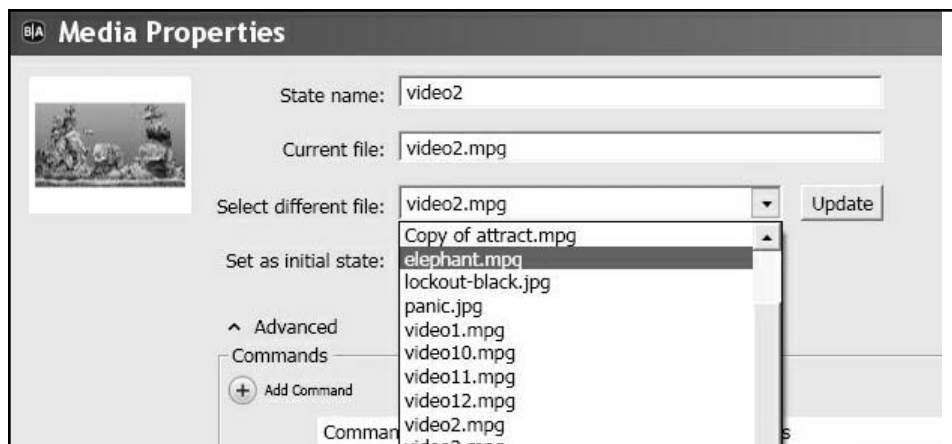 B|A Media Properties
State name: video2
Current file: video2.mpg
Select different file: video2.mpg Update
Copy of attract.mpg
Set as initial state: elephant.mpg
lockout-black.jpg
panic.jpg
Advanced
video1.mpg
Commands
video10.mpg
video11.mpg
Add Command
video12.mpg
video2.mpg